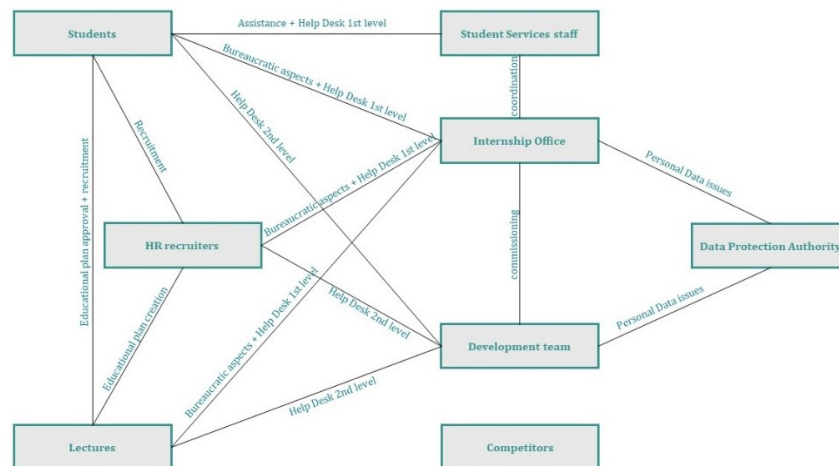 Students
Assistance + Help Desk 1st level
Student Services staff
Bureaucratic aspects + Help Desk 1st level
coordination
Help Desk 2nd level
Recruitment
Internship Office
Bureaucratic aspects + Help Desk 1st level
Personal Data issues
Educational plan approval + recruitment
HR recruiters
commissioning
Data Protection Authority
Educational plan creation
Bureaucratic aspects + Help Desk 1st level
Help Desk 2nd level
Personal Data issues
Development team
Help Desk 2nd level
Lectures
Competitors